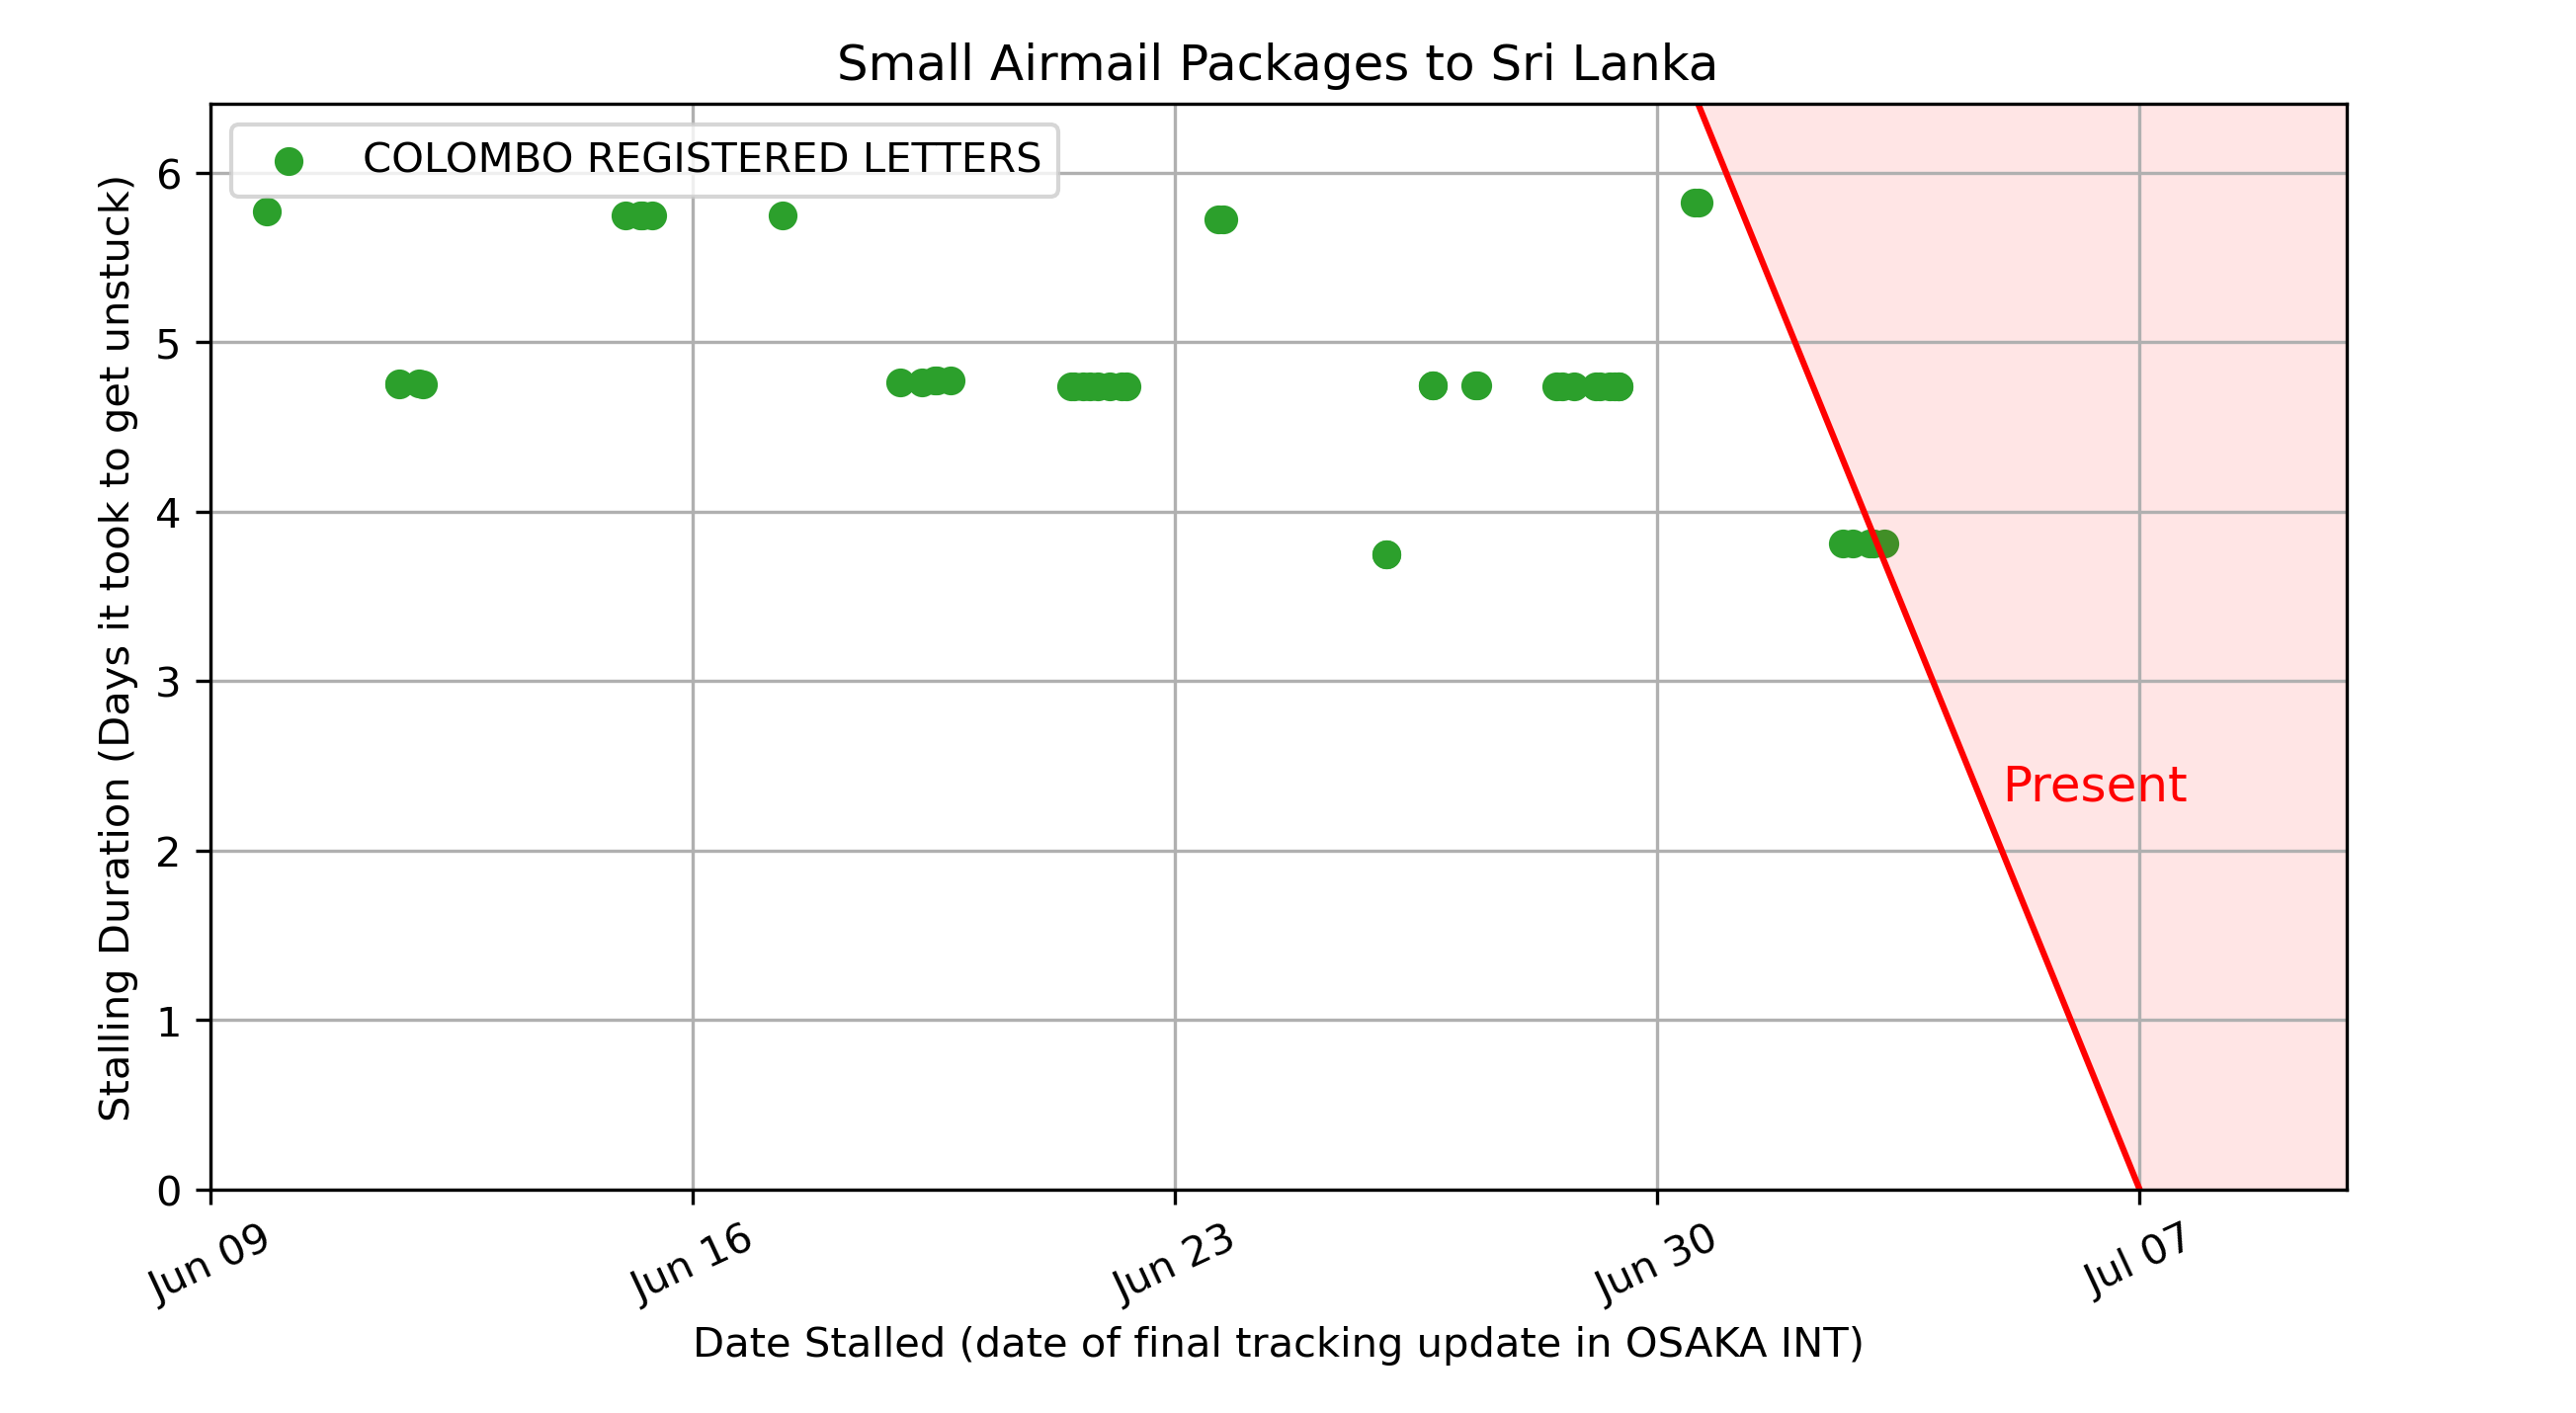 Small Airmail Packages to Sri Lanka
COLOMBO REGISTERED LETTERS
Stalling Duration (Days it took to get unstuck)
6
5
4
3
2
1
0
Present
Jun 09
Jun 16
Jun 23
Jun 30
Jul 07
Date Stalled (date of final tracking update in OSAKA INT)